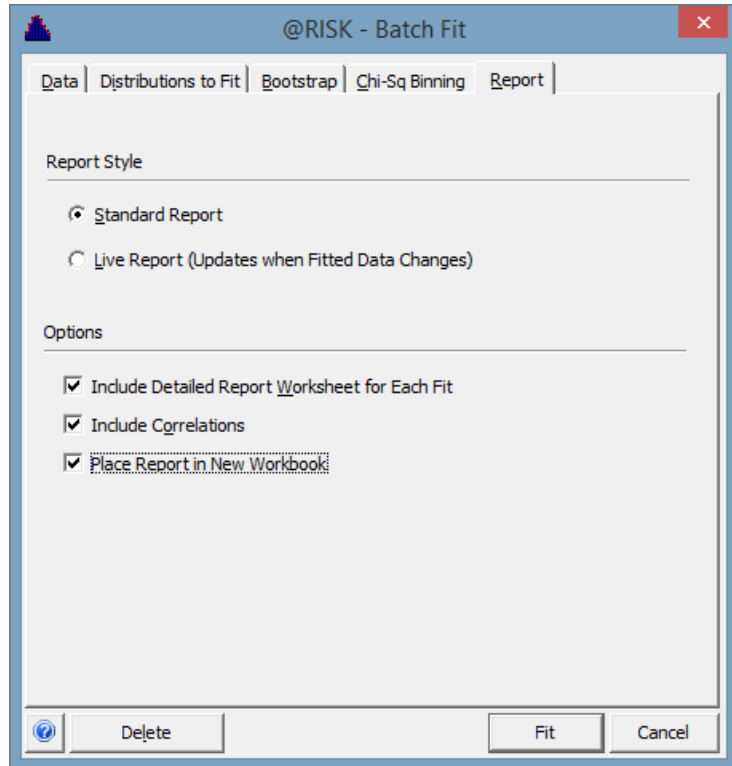 @RISK - Batch Fit
Data Distributions to Fit Bootstrap Chi-Sq Binning Report
Report Style
Standard Report
Live Report (Updates when Fitted Data Changes)
Options
Include Detailed Report Worksheet for Each Fit
Include Correlations
Place Report in New Workbook
Delete Fit Cancel